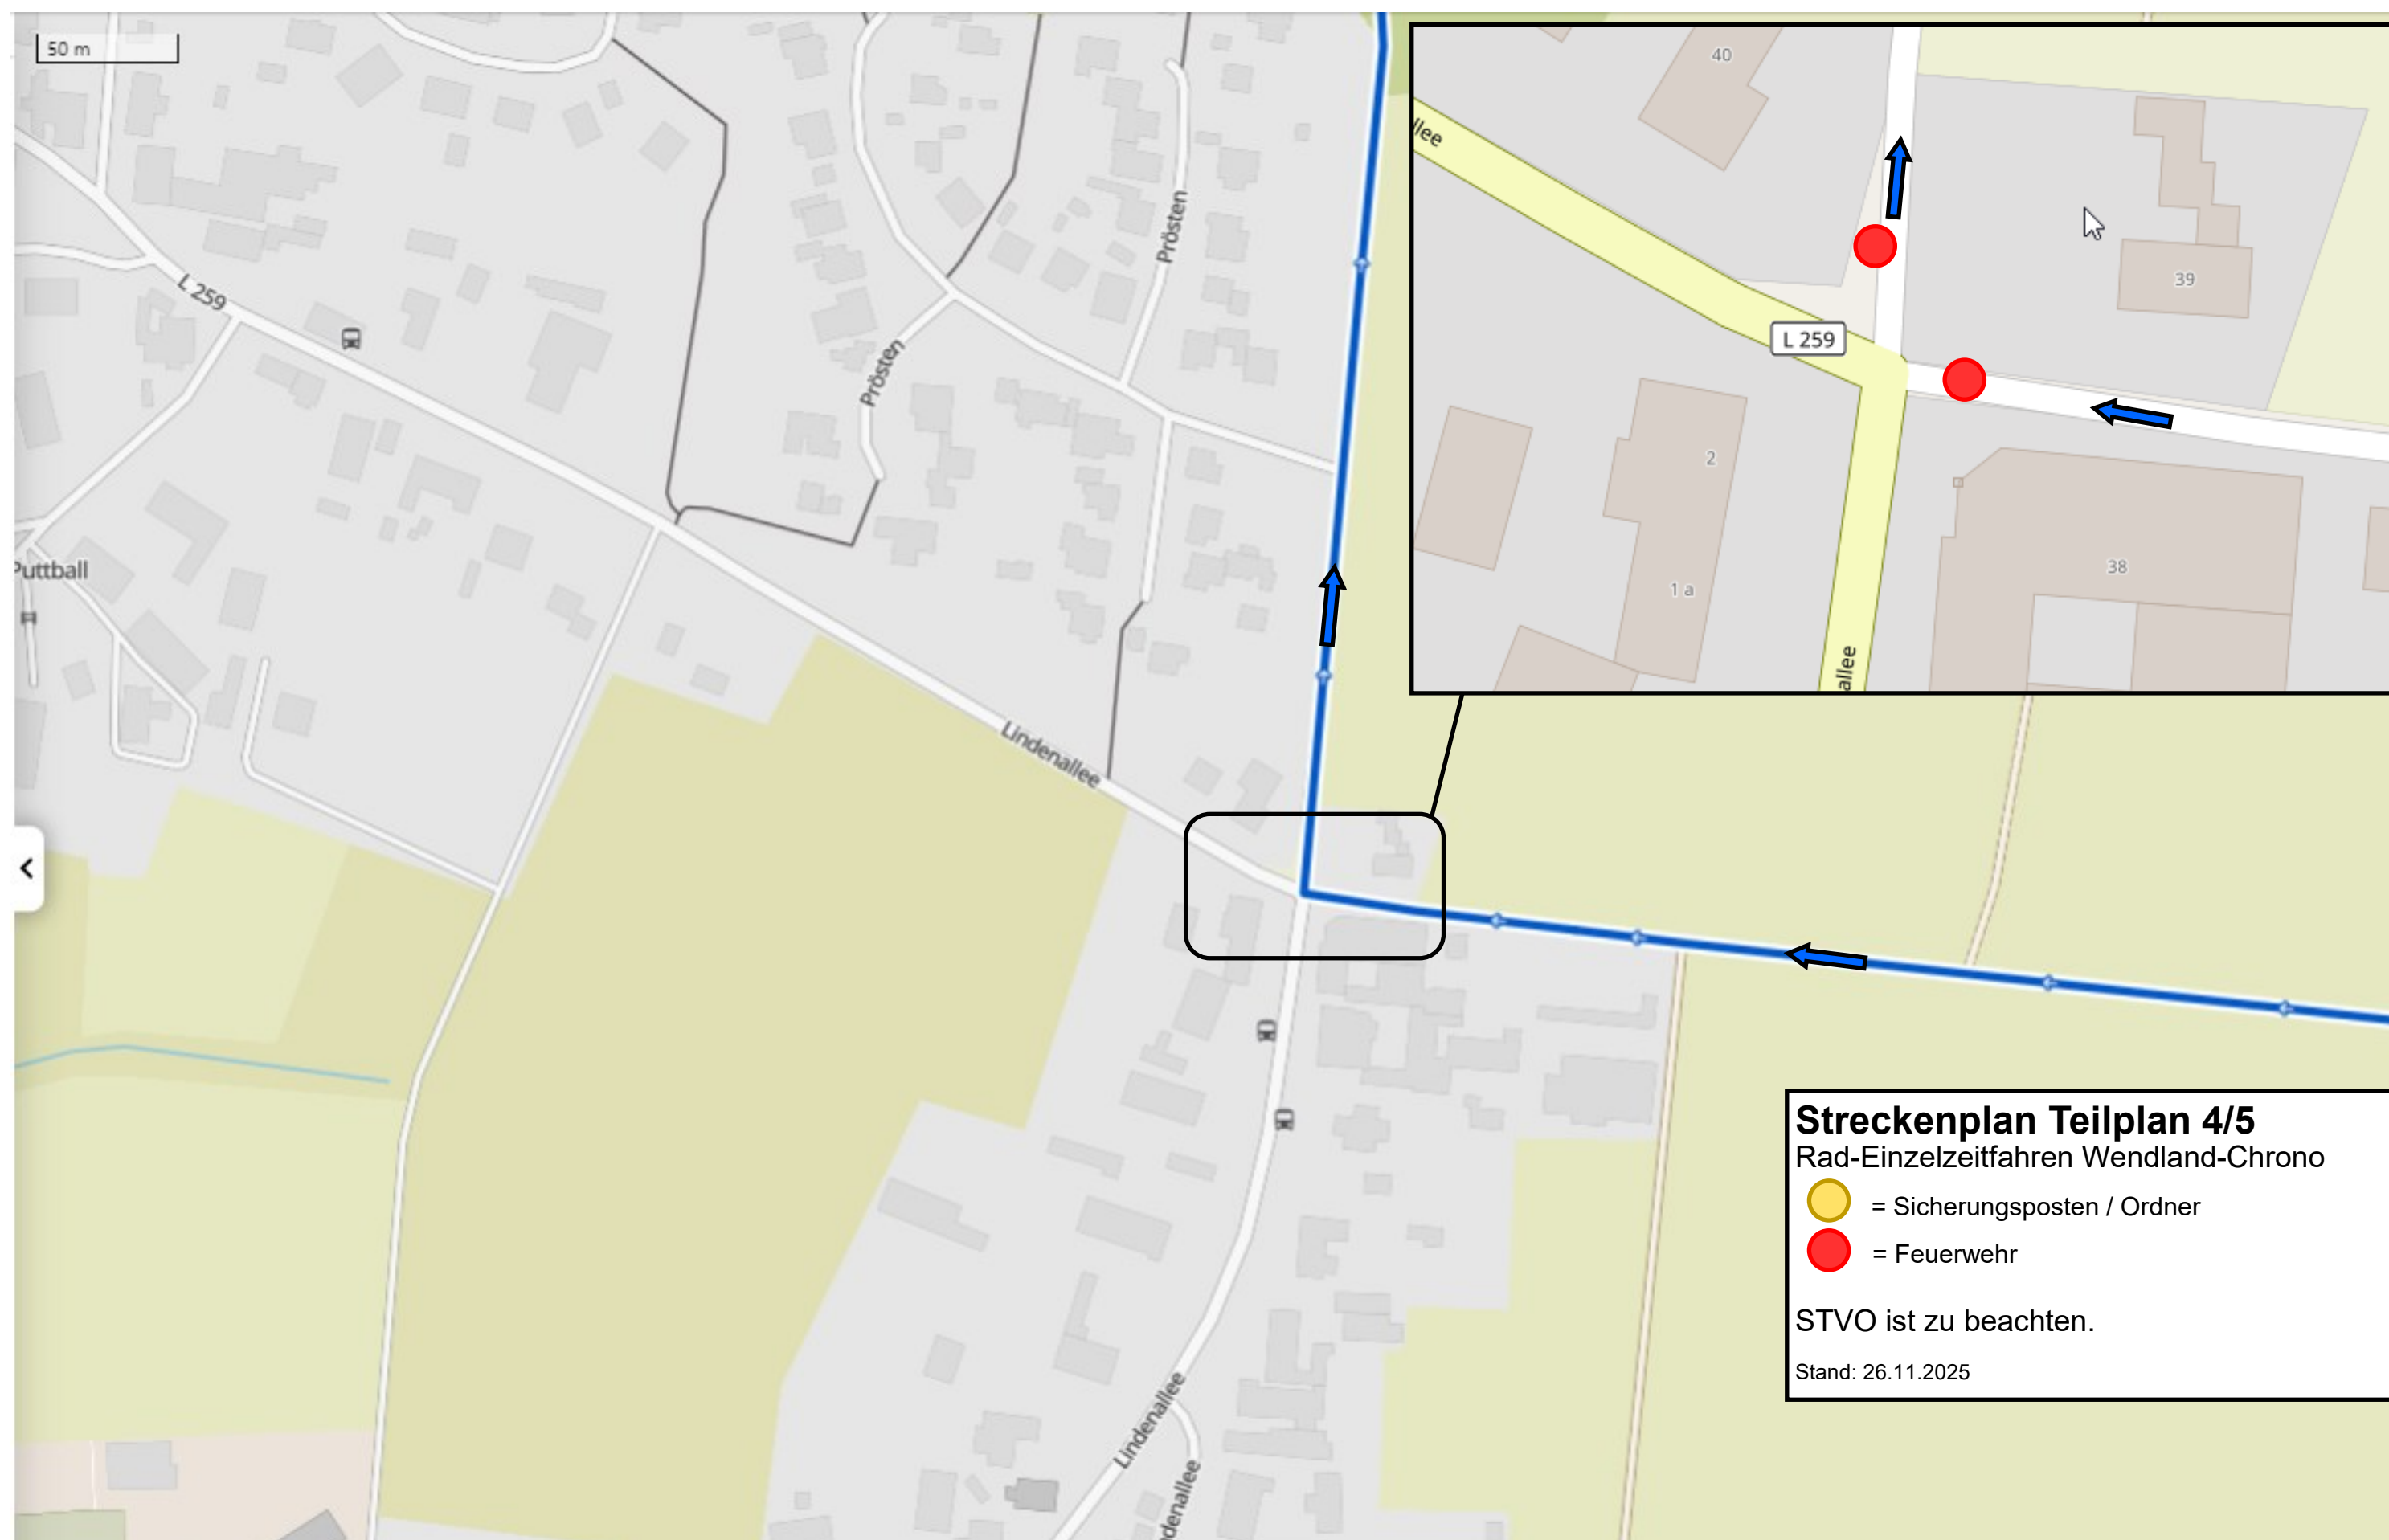 50 m
L 259
Prösten
Prösten
Puttball
Lindenallee
Lindenallee
denallee
40
llee
39
L 259
2
1 a
38
allee
Streckenplan Teilplan 4/5
Rad-Einzelzeitfahren Wendland-Chrono
= Sicherungsposten / Ordner
= Feuerwehr
STVO ist zu beachten.
Stand: 26.11.2025